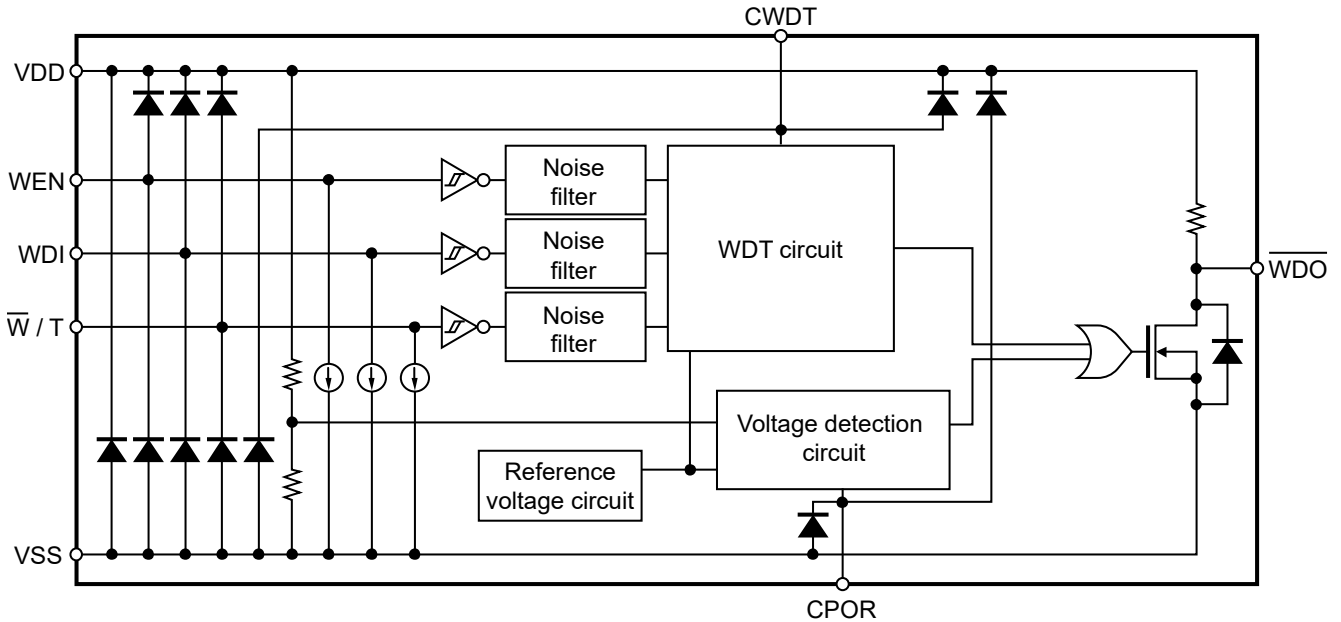 CWDT
VDD
WEN
Noise
filter
WDI
Noise
filter
WDT circuit
W̅ / T
Noise
filter
W̅D̅O̅
Voltage detection
circuit
Reference
voltage circuit
VSS
CPOR